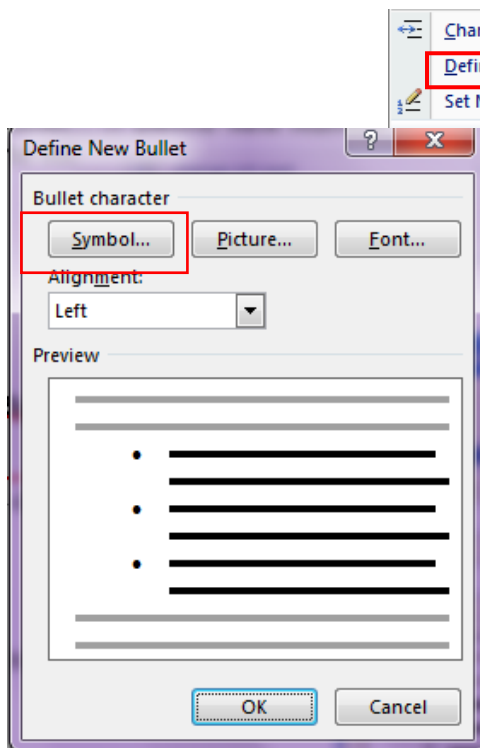 Define New Bullet
Bullet character
Symbol...
Picture...
Font...
Alignment:
Left
Preview
OK
Cancel